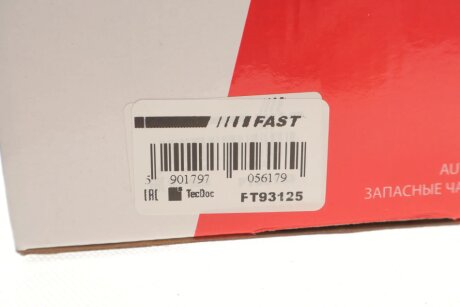 FAST
5 901797 056179
EAC TecDoc FT93125
AU
ЗАПАСНЫЕ ЧА